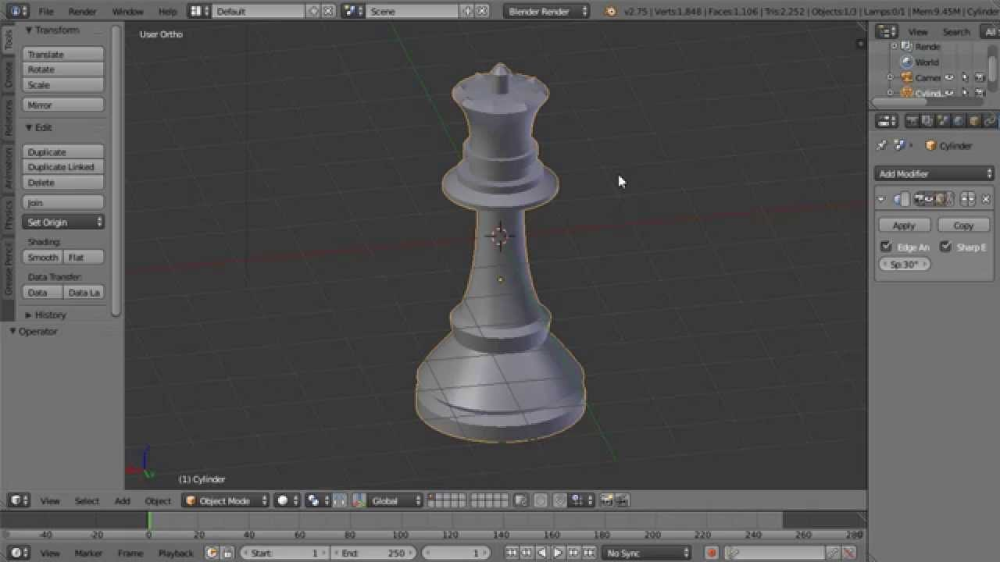 File Render Window Help Default Scene Blender Render v2.75 | Verts:1,848 | Faces:1,106 | Tris:2,252 | Objects:1/3 | Lamps:0/1 | Mem:9.45M | Cylinder
Transform
User Ortho
View Search All
Tools
Create
Relations
Animation
Physics
Grease Pencil
Translate
Rotate
Scale
Mirror
Edit
Duplicate
Duplicate Linked
Delete
Join
Set Origin
Shading:
Smooth Flat
Data Transfer:
Data Data La
History
Operator
Rende
World
Camer
Cylind
Cylinder
Add Modifier
Apply Copy
Edge An Sharp E
Sp: 30°
(1) Cylinder
View Select Add Object Object Mode Global
-40 -20 0 20 40 60 80 100 120 140 160 180 200 220 240 260 280
View Marker Frame Playback Start: 1 End: 250 1 No Sync